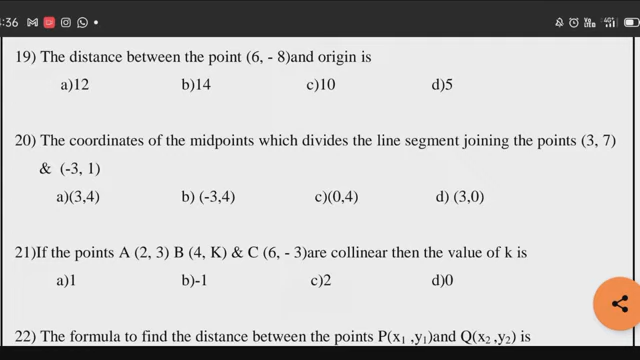 4:36
19) The distance between the point (6, - 8)and origin is
a)12 b)14 c)10 d)5
20) The coordinates of the midpoints which divides the line segment joining the points (3, 7)
& (-3, 1)
a)(3,4) b) (-3,4) c)(0,4) d) (3,0)
21)If the points A (2, 3) B (4, K) & C (6, - 3)are collinear then the value of k is
a)1 b)-1 c)2 d)0
22) The formula to find the distance between the points P(x₁ ,y₁)and Q(x₂ ,y₂) is